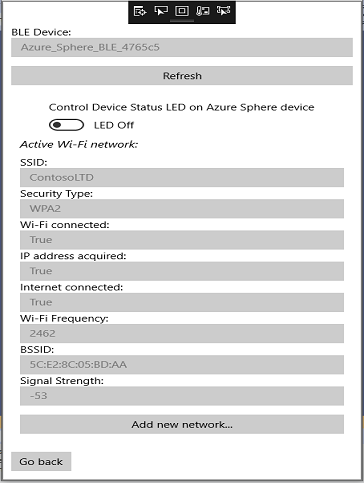 BLE Device:
Azure_Sphere_BLE_4765c5
Refresh
Control Device Status LED on Azure Sphere device
LED Off
Active Wi-Fi network:
SSID:
ContosoLTD
Security Type:
WPA2
Wi-Fi connected:
True
IP address acquired:
True
Internet connected:
True
Wi-Fi Frequency:
2462
BSSID:
5C:E2:8C:05:BD:AA
Signal Strength:
-53
Add new network...
Go back